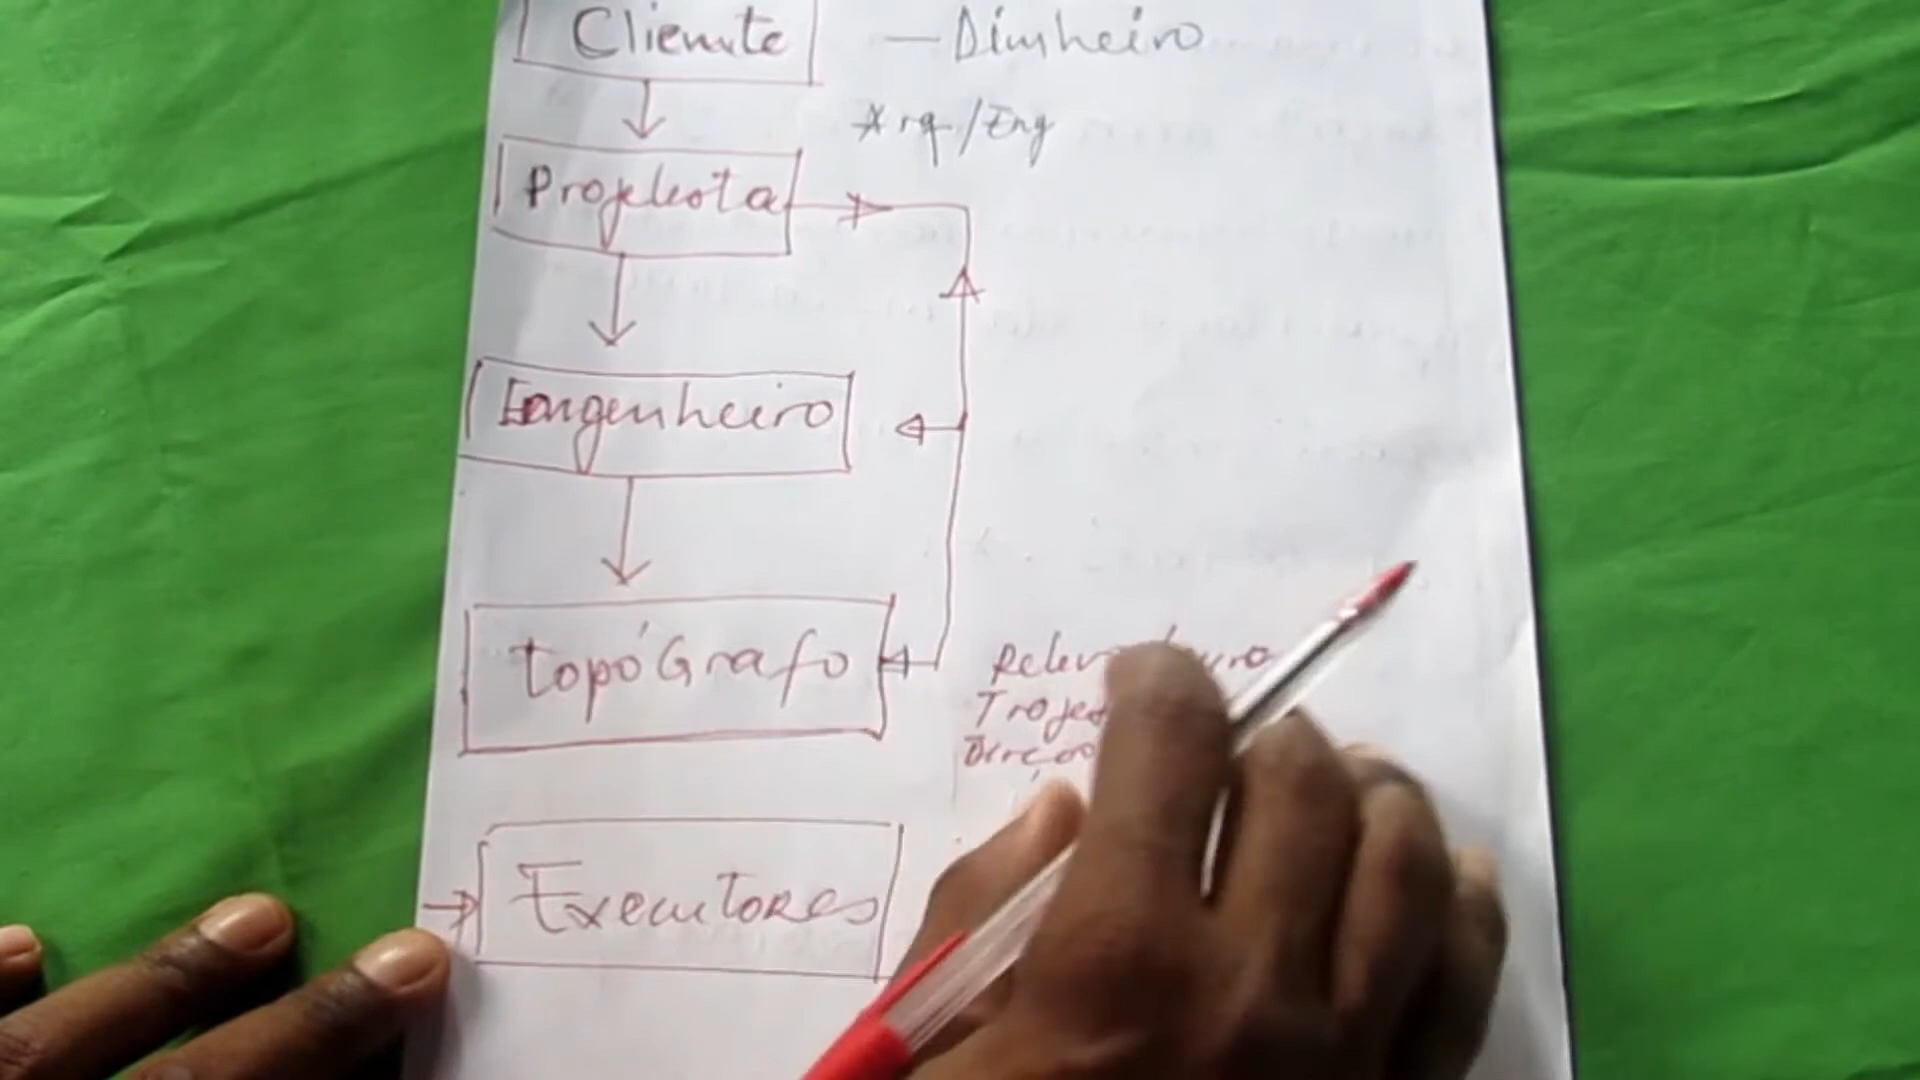 Cliente — Dinheiro
Arq/Eng
Projetista
Engenheiro
topóGrafo
Executores